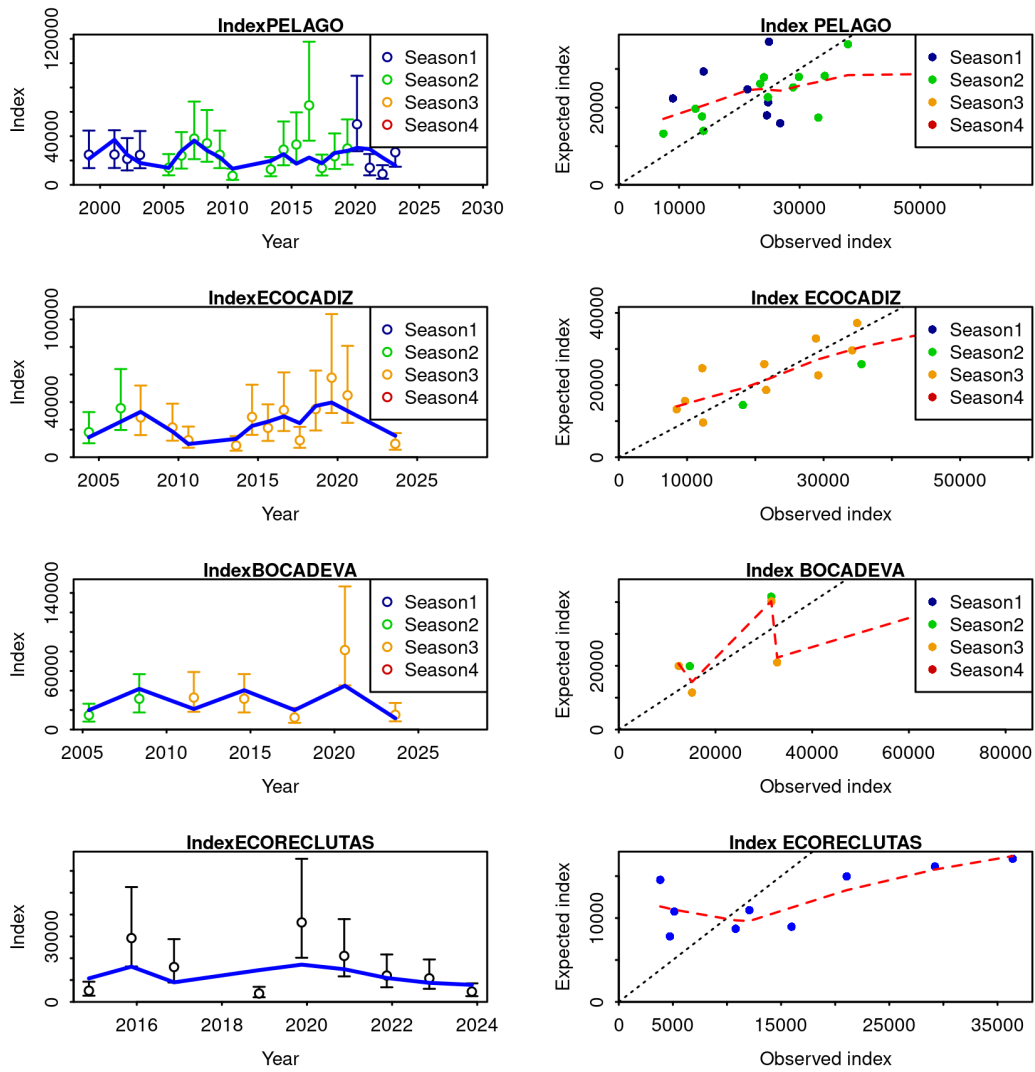 IndexPELAGO
Index
0 40000 120000
2000 2005 2010 2015 2020 2025 2030
Year
Season1
Season2
Season3
Season4
Index PELAGO
Expected index
0 20000
0 10000 30000 50000
Observed index
Season1
Season2
Season3
Season4
IndexECOCADIZ
Index
0 40000 100000
2005 2010 2015 2020 2025
Year
Season1
Season2
Season3
Season4
Index ECOCADIZ
Expected index
0 20000 40000
0 10000 30000 50000
Observed index
Season1
Season2
Season3
Season4
IndexBOCADEVA
Index
0 60000 140000
2005 2010 2015 2020 2025
Year
Season1
Season2
Season3
Season4
Index BOCADEVA
Expected index
0 20000
0 20000 40000 60000 80000
Observed index
Season1
Season2
Season3
Season4
IndexECORECLUTAS
Index
0 30000
2016 2018 2020 2022 2024
Year
Index ECORECLUTAS
Expected index
0 10000
0 5000 15000 25000 35000
Observed index